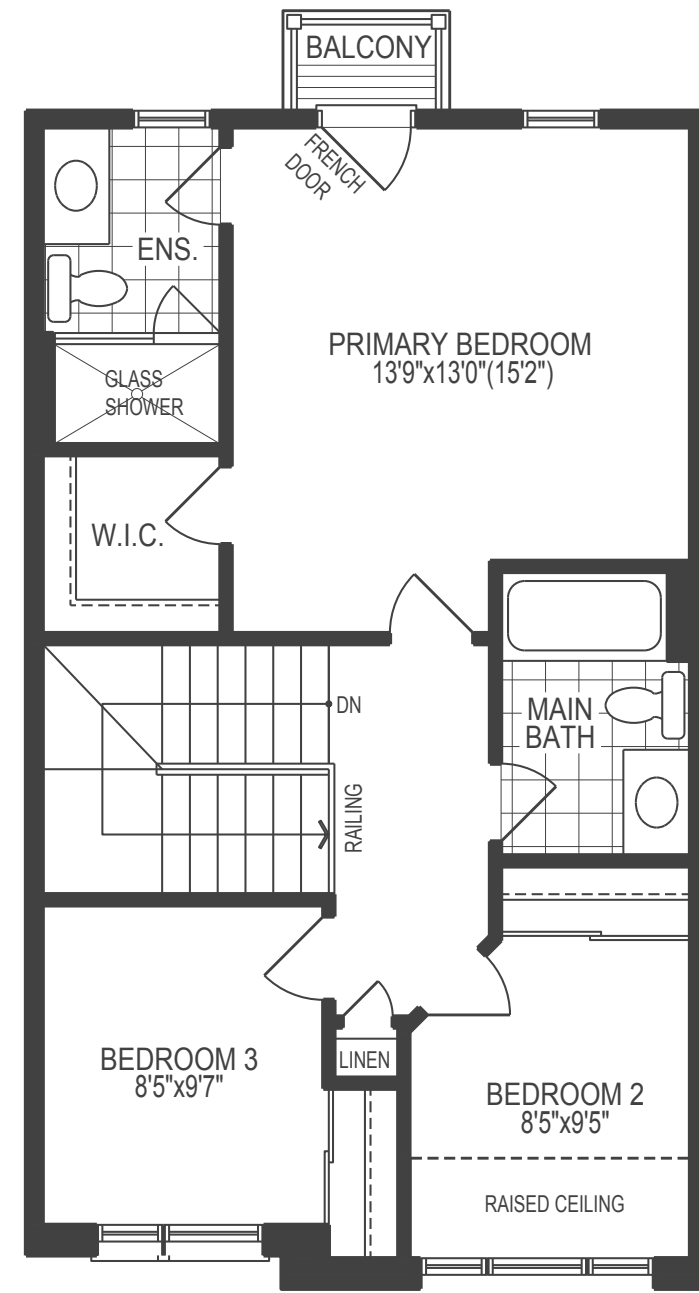 BALCONY
FRENCH
DOOR
ENS.
PRIMARY BEDROOM
13'9"x13'0"(15'2")
GLASS
SHOWER
W.I.C.
DN
MAIN
BATH
RAILING
LINEN
BEDROOM 3
8'5"x9'7"
BEDROOM 2
8'5"x9'5"
RAISED CEILING